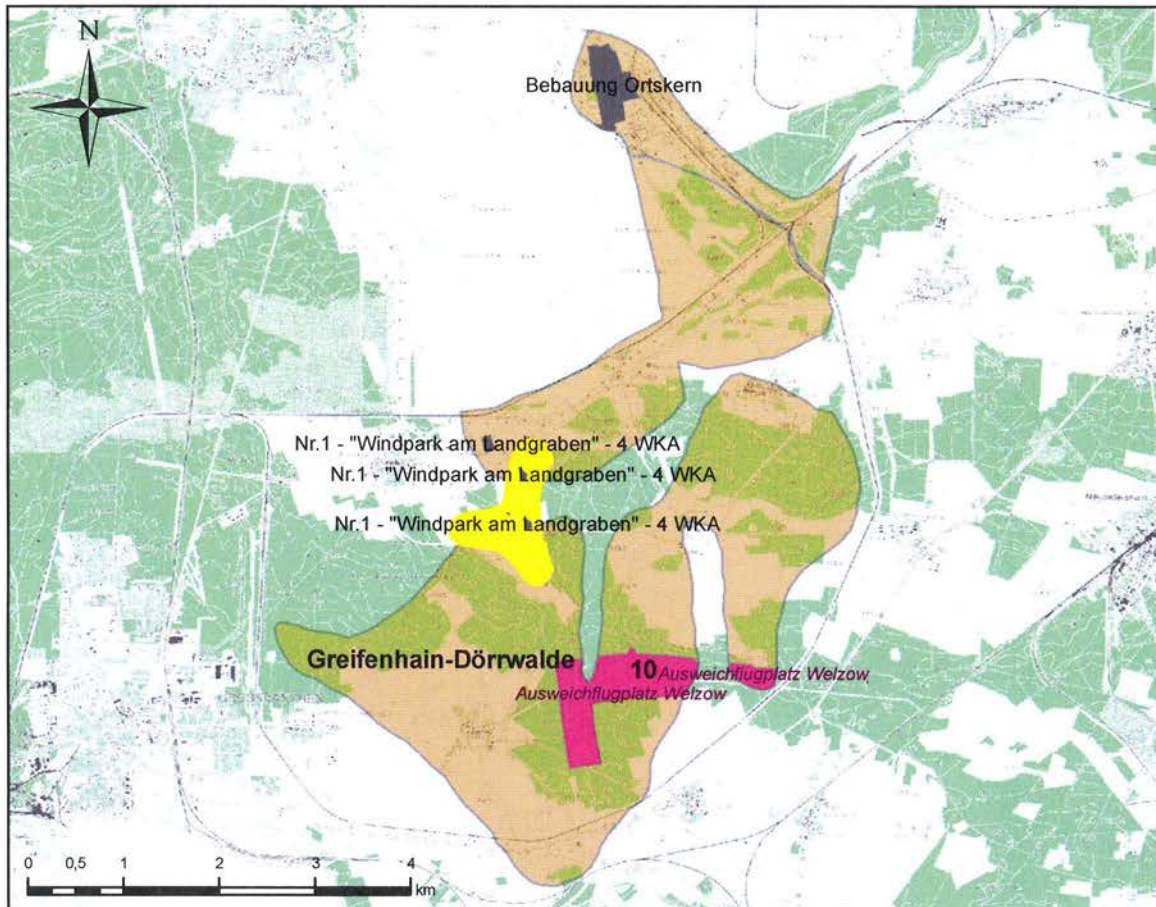 N
Bebauung Ortskern
Nr.1 - "Windpark am Landgraben" - 4 WKA
Nr.1 - "Windpark am Landgraben" - 4 WKA
Nr.1 - "Windpark am Landgraben" - 4 WKA
Greifenhain-Dörrwalde
10 Ausweichflugplatz Welzow
Ausweichflugplatz Welzow
0 0,5 1 2 3 4
km